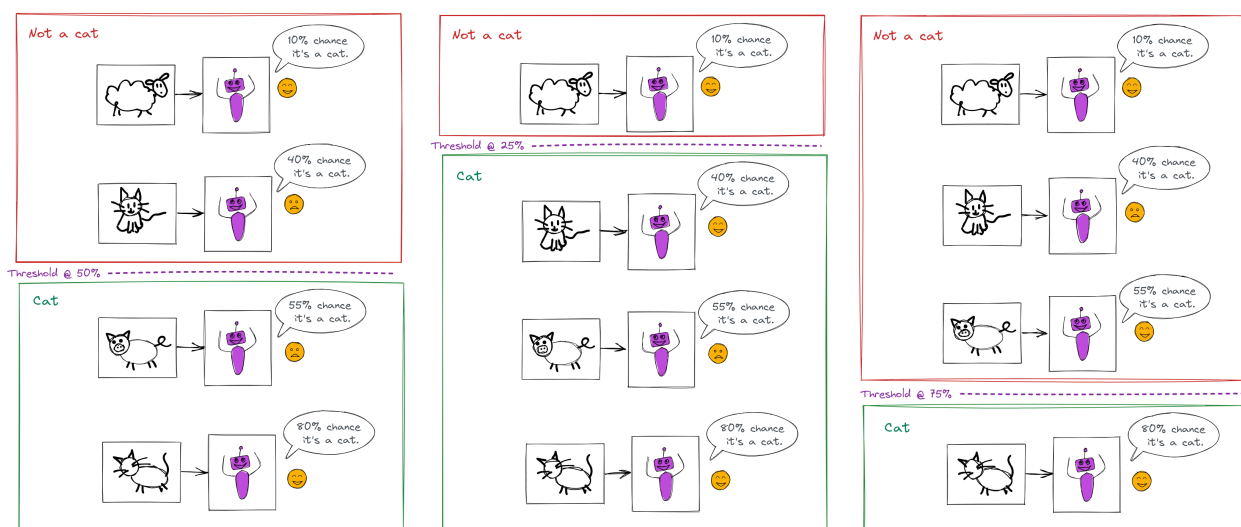 Not a cat
10% chance
it's a cat.
40% chance
it's a cat.
Threshold @ 50%
Cat
55% chance
it's a cat.
80% chance
it's a cat.
Not a cat
10% chance
it's a cat.
Threshold @ 25%
Cat
40% chance
it's a cat.
55% chance
it's a cat.
80% chance
it's a cat.
Not a cat
10% chance
it's a cat.
40% chance
it's a cat.
55% chance
it's a cat.
Threshold @ 75%
Cat
80% chance
it's a cat.